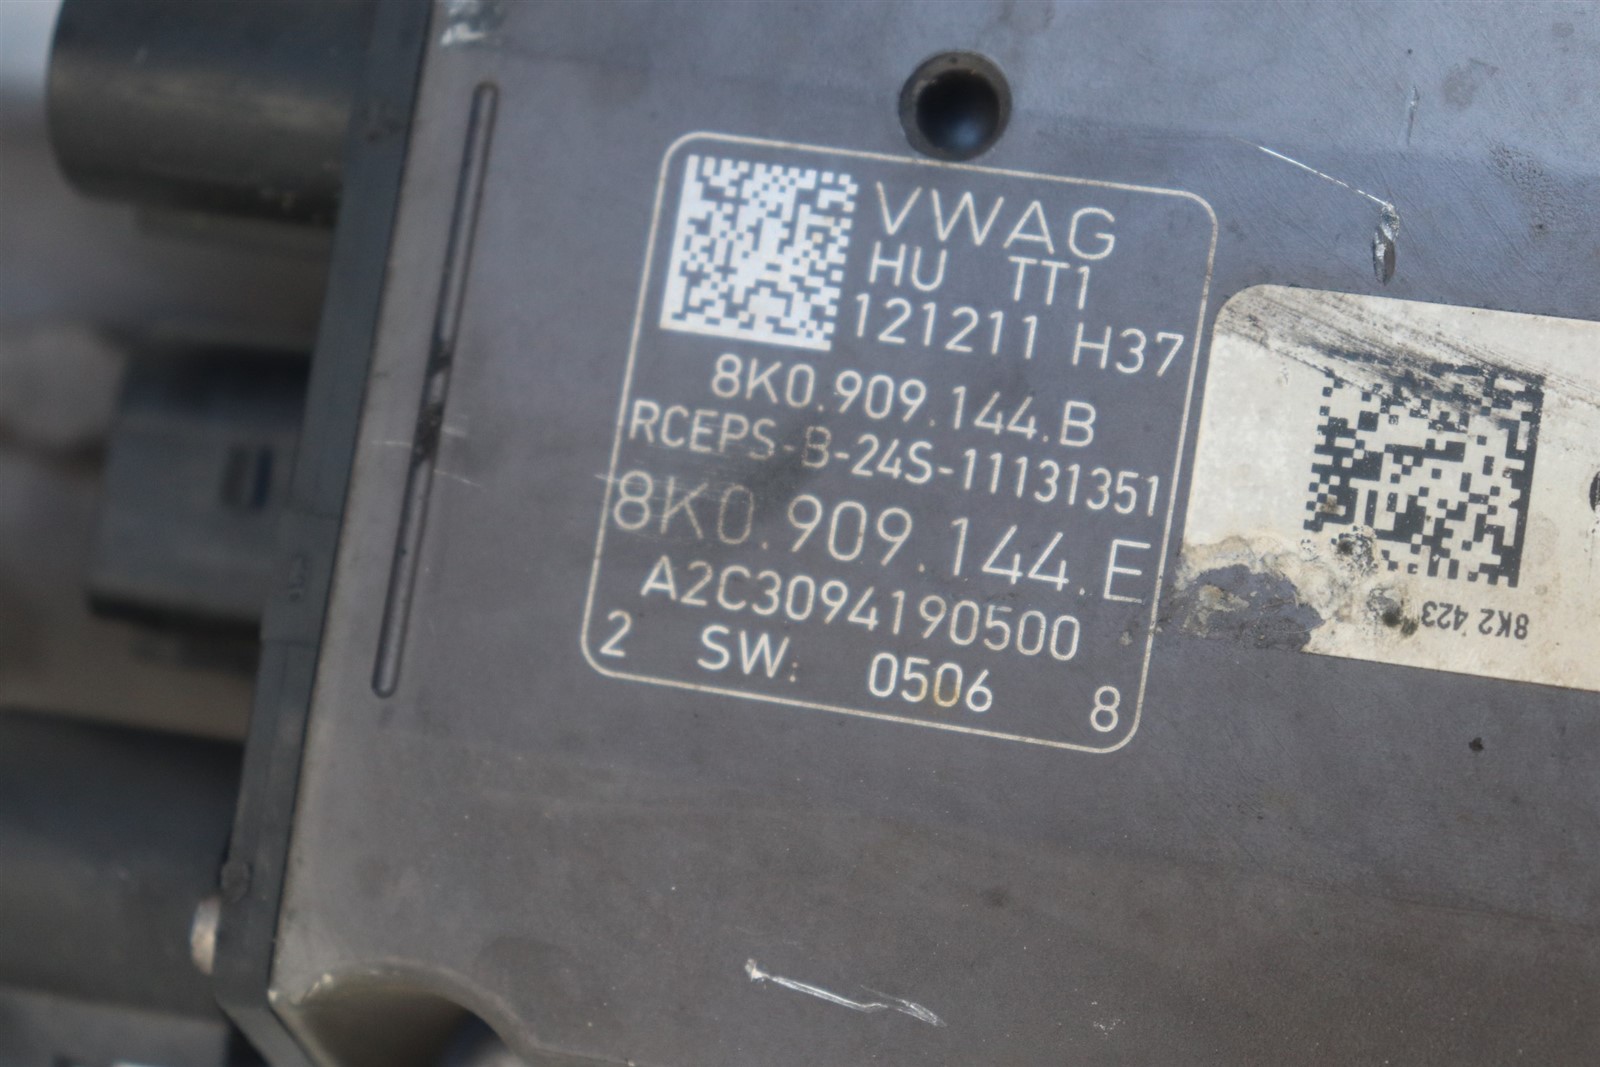 VWAG
HU TT1
121211 H37
8K0.909.144.B
RCEPS-B-24S-11131351
8K0.909.144.E
A2C3094190500
2 SW: 0506 8
8K2 423